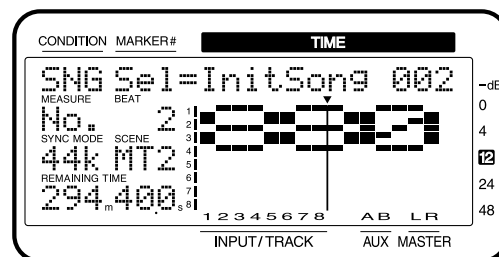 CONDITION MARKER# TIME
SNG Sel=InitSong 002
MEASURE BEAT
No. 2
SYNC MODE SCENE
44k MT2
REMAINING TIME
294m400s
1
2
3
4
5
6
7
8
-dB
0
4
12
24
48
1 2 3 4 5 6 7 8 AB LR
INPUT/TRACK AUX MASTER